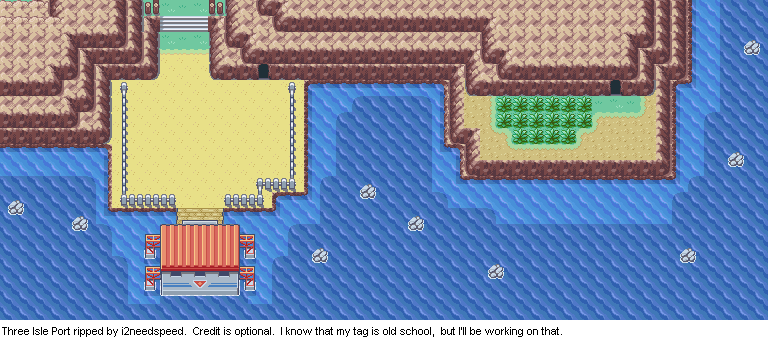 Three Isle Port ripped by i2needspeed.  Credit is optional.  I know that my tag is old school,  but I'll be working on that.